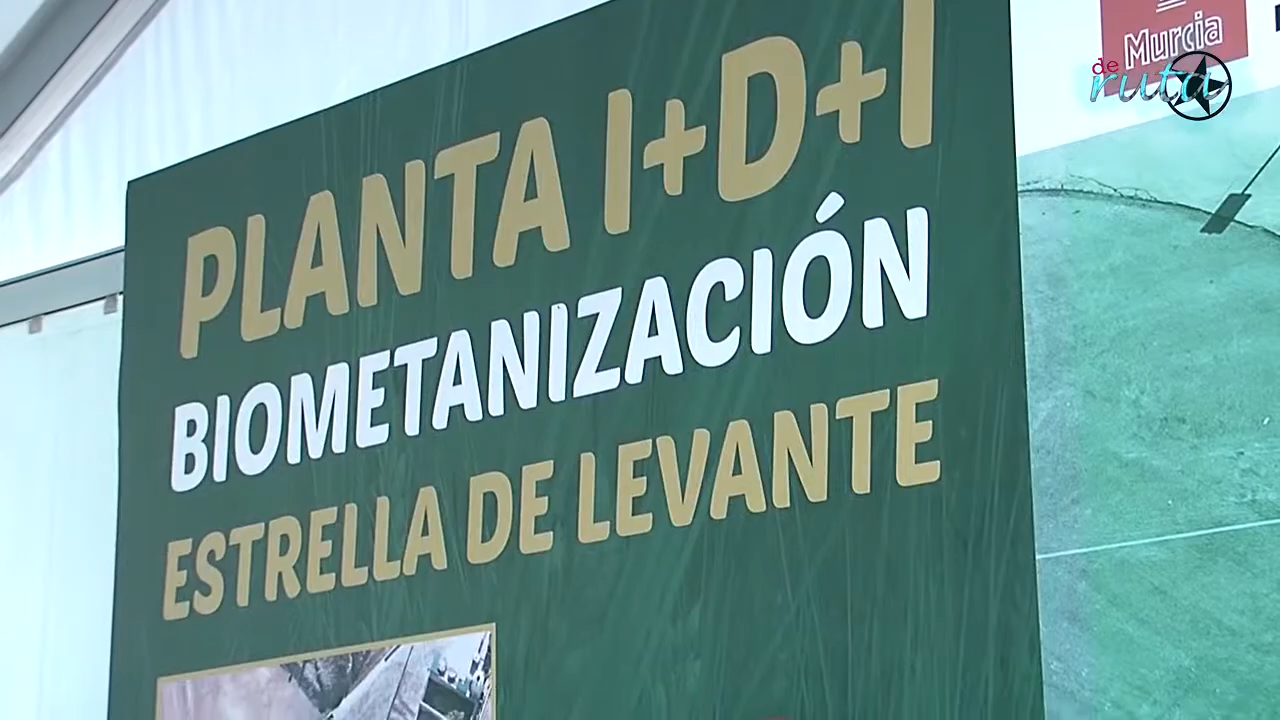 PLANTA I+D+I
BIOMETANIZACIÓN
ESTRELLA DE LEVANTE
Murcia
de
ruta